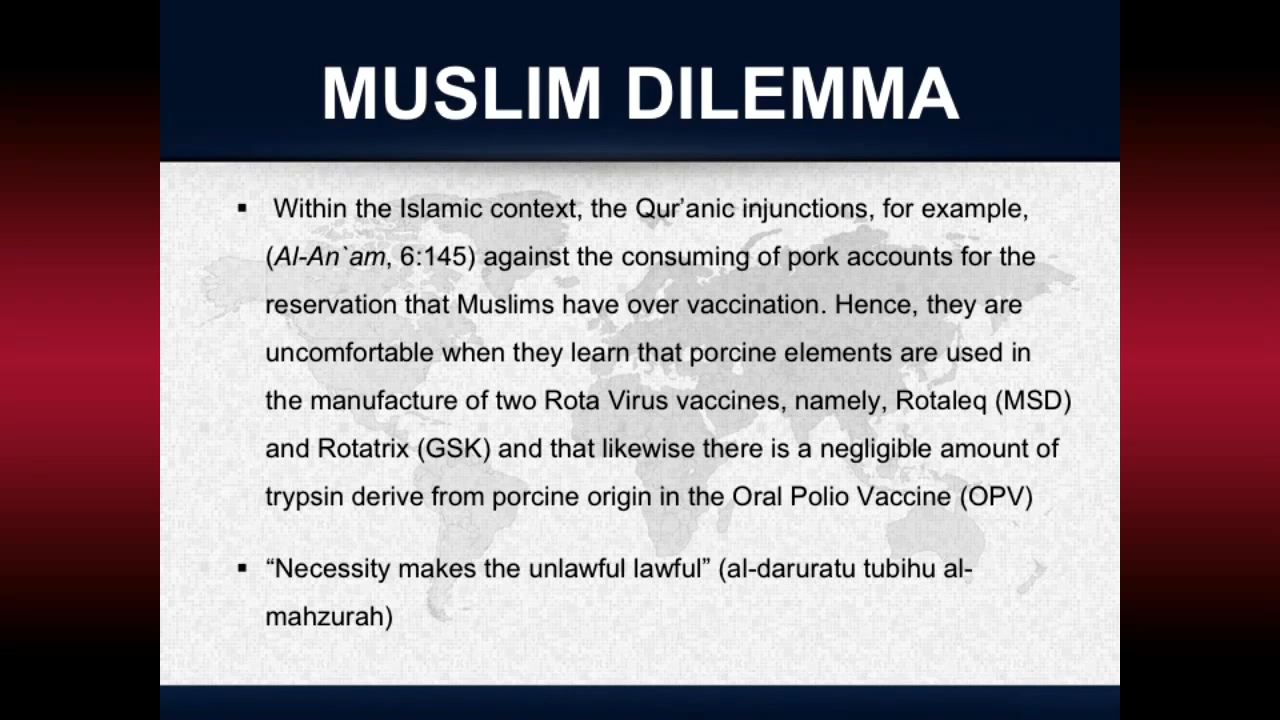 MUSLIM DILEMMA
▪ Within the Islamic context, the Qur’anic injunctions, for example,
(Al-An`am, 6:145) against the consuming of pork accounts for the
reservation that Muslims have over vaccination. Hence, they are
uncomfortable when they learn that porcine elements are used in
the manufacture of two Rota Virus vaccines, namely, Rotaleq (MSD)
and Rotatrix (GSK) and that likewise there is a negligible amount of
trypsin derive from porcine origin in the Oral Polio Vaccine (OPV)
▪ “Necessity makes the unlawful lawful” (al-daruratu tubihu al-
mahzurah)